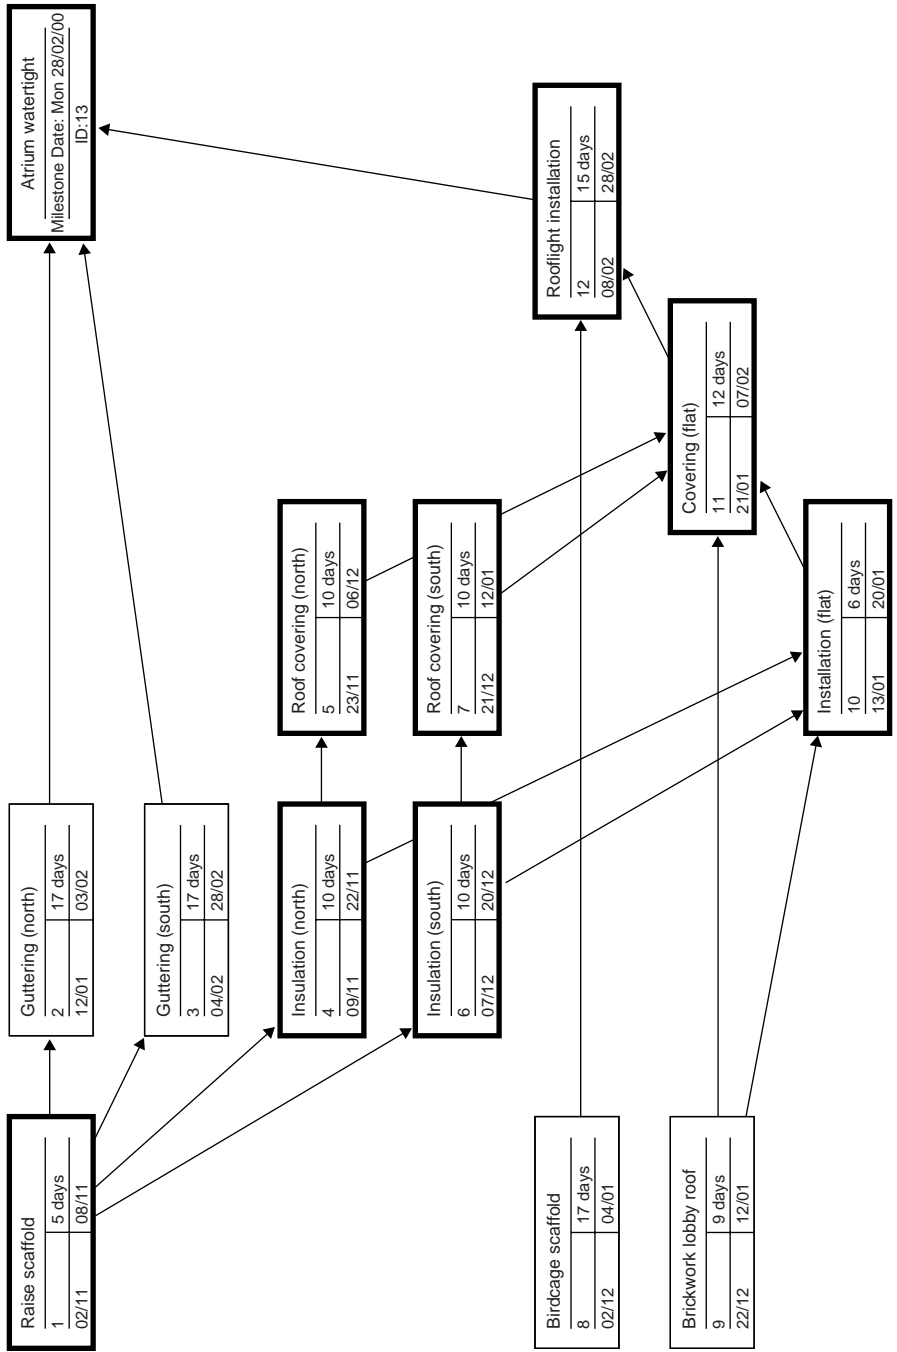 Raise scaffold
1 5 days
02/11 08/11
Guttering (north)
2 17 days
12/01 03/02
Atrium watertight
Milestone Date: Mon 28/02/00
ID:13
Guttering (south)
3 17 days
04/02 28/02
Insulation (north)
4 10 days
09/11 22/11
Roof covering (north)
5 10 days
23/11 06/12
Insulation (south)
6 10 days
07/12 20/12
Roof covering (south)
7 10 days
21/12 12/01
Birdcage scaffold
8 17 days
02/12 04/01
Rooflight installation
12 15 days
08/02 28/02
Brickwork lobby roof
9 9 days
22/12 12/01
Covering (flat)
11 12 days
21/01 07/02
Installation (flat)
10 6 days
13/01 20/01